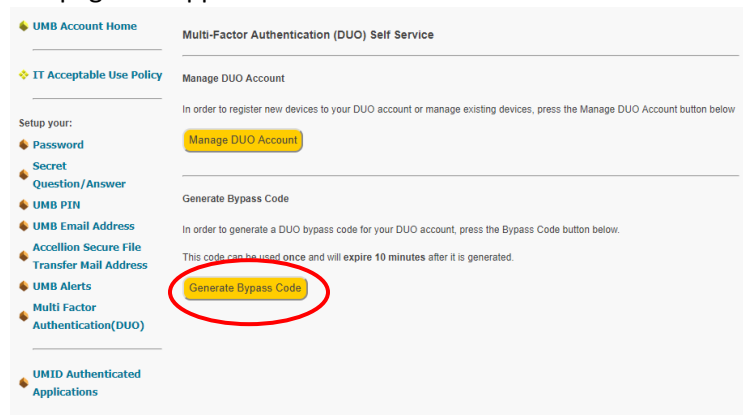 UMB Account Home
IT Acceptable Use Policy
Setup your:
Password
Secret
Question/Answer
UMB PIN
UMB Email Address
Accellion Secure File
Transfer Mail Address
UMB Alerts
Multi Factor
Authentication(DUO)
UMID Authenticated
Applications
Multi-Factor Authentication (DUO) Self Service
Manage DUO Account
In order to register new devices to your DUO account or manage existing devices, press the Manage DUO Account button below
Manage DUO Account
Generate Bypass Code
In order to generate a DUO bypass code for your DUO account, press the Bypass Code button below.
This code can be used once and will expire 10 minutes after it is generated.
Generate Bypass Code